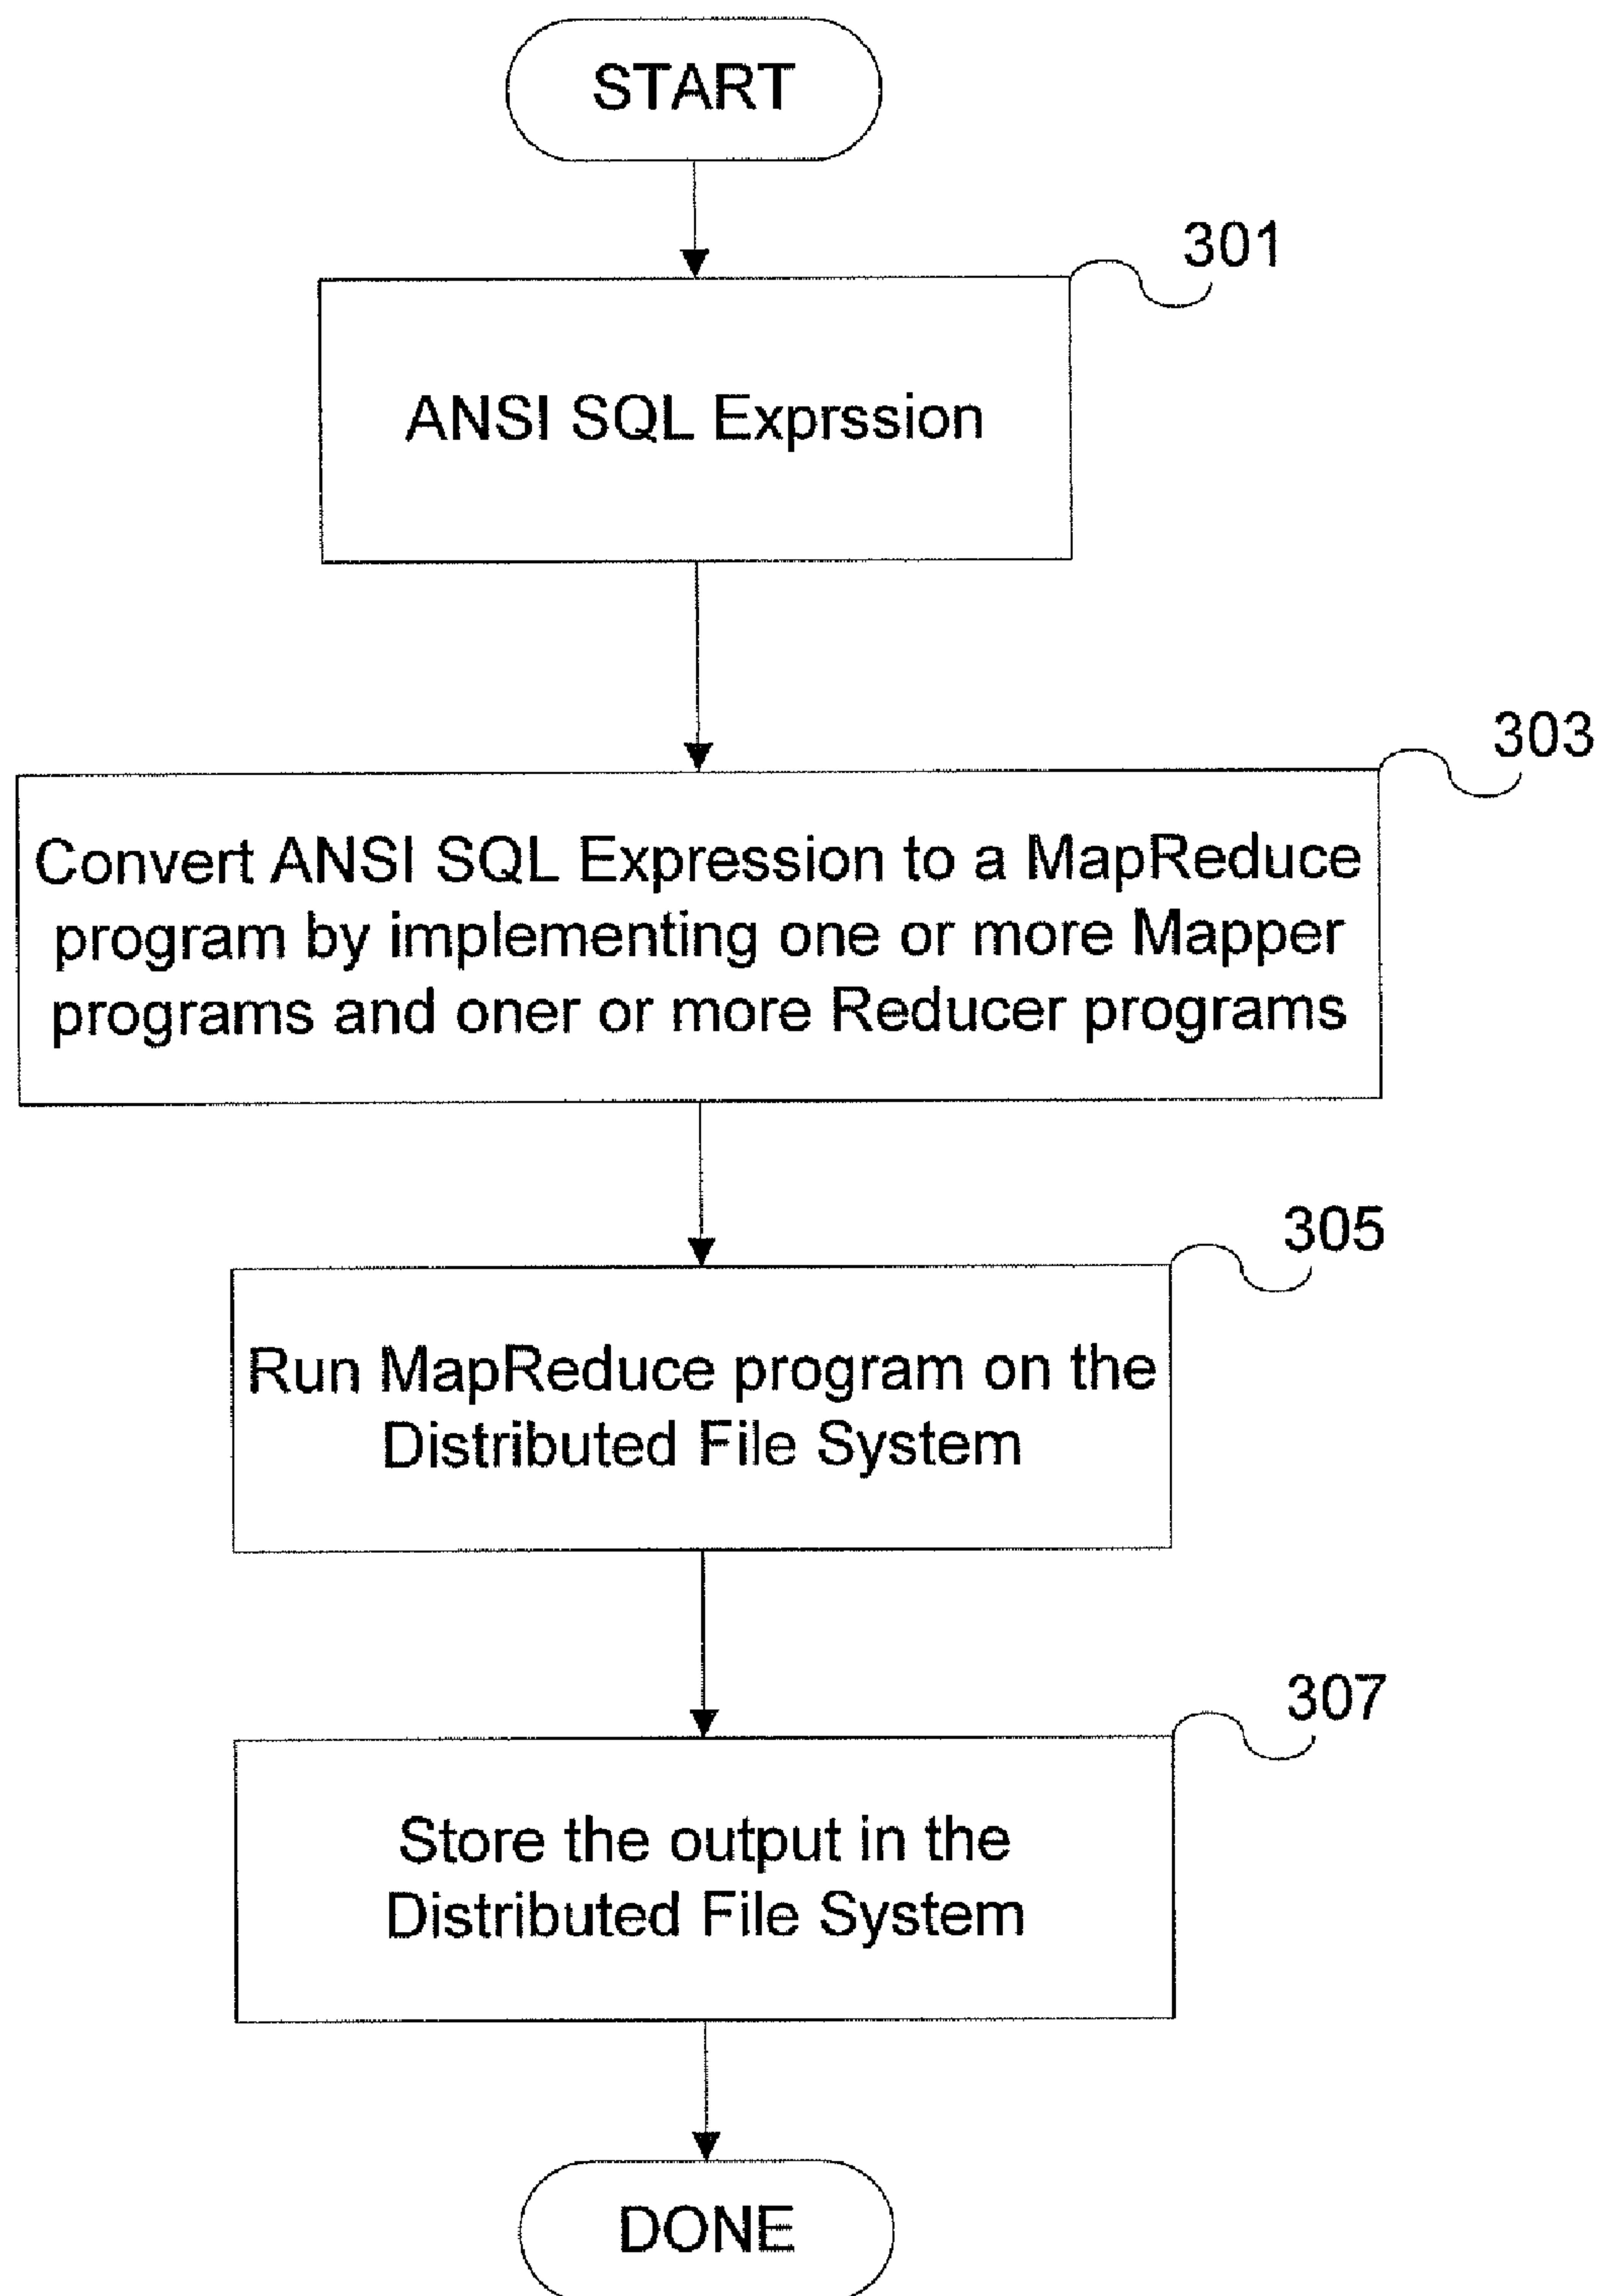 START
301
ANSI SQL Exprssion
303
Convert ANSI SQL Expression to a MapReduce
program by implementing one or more Mapper
programs and oner or more Reducer programs
305
Run MapReduce program on the
Distributed File System
307
Store the output in the
Distributed File System
DONE